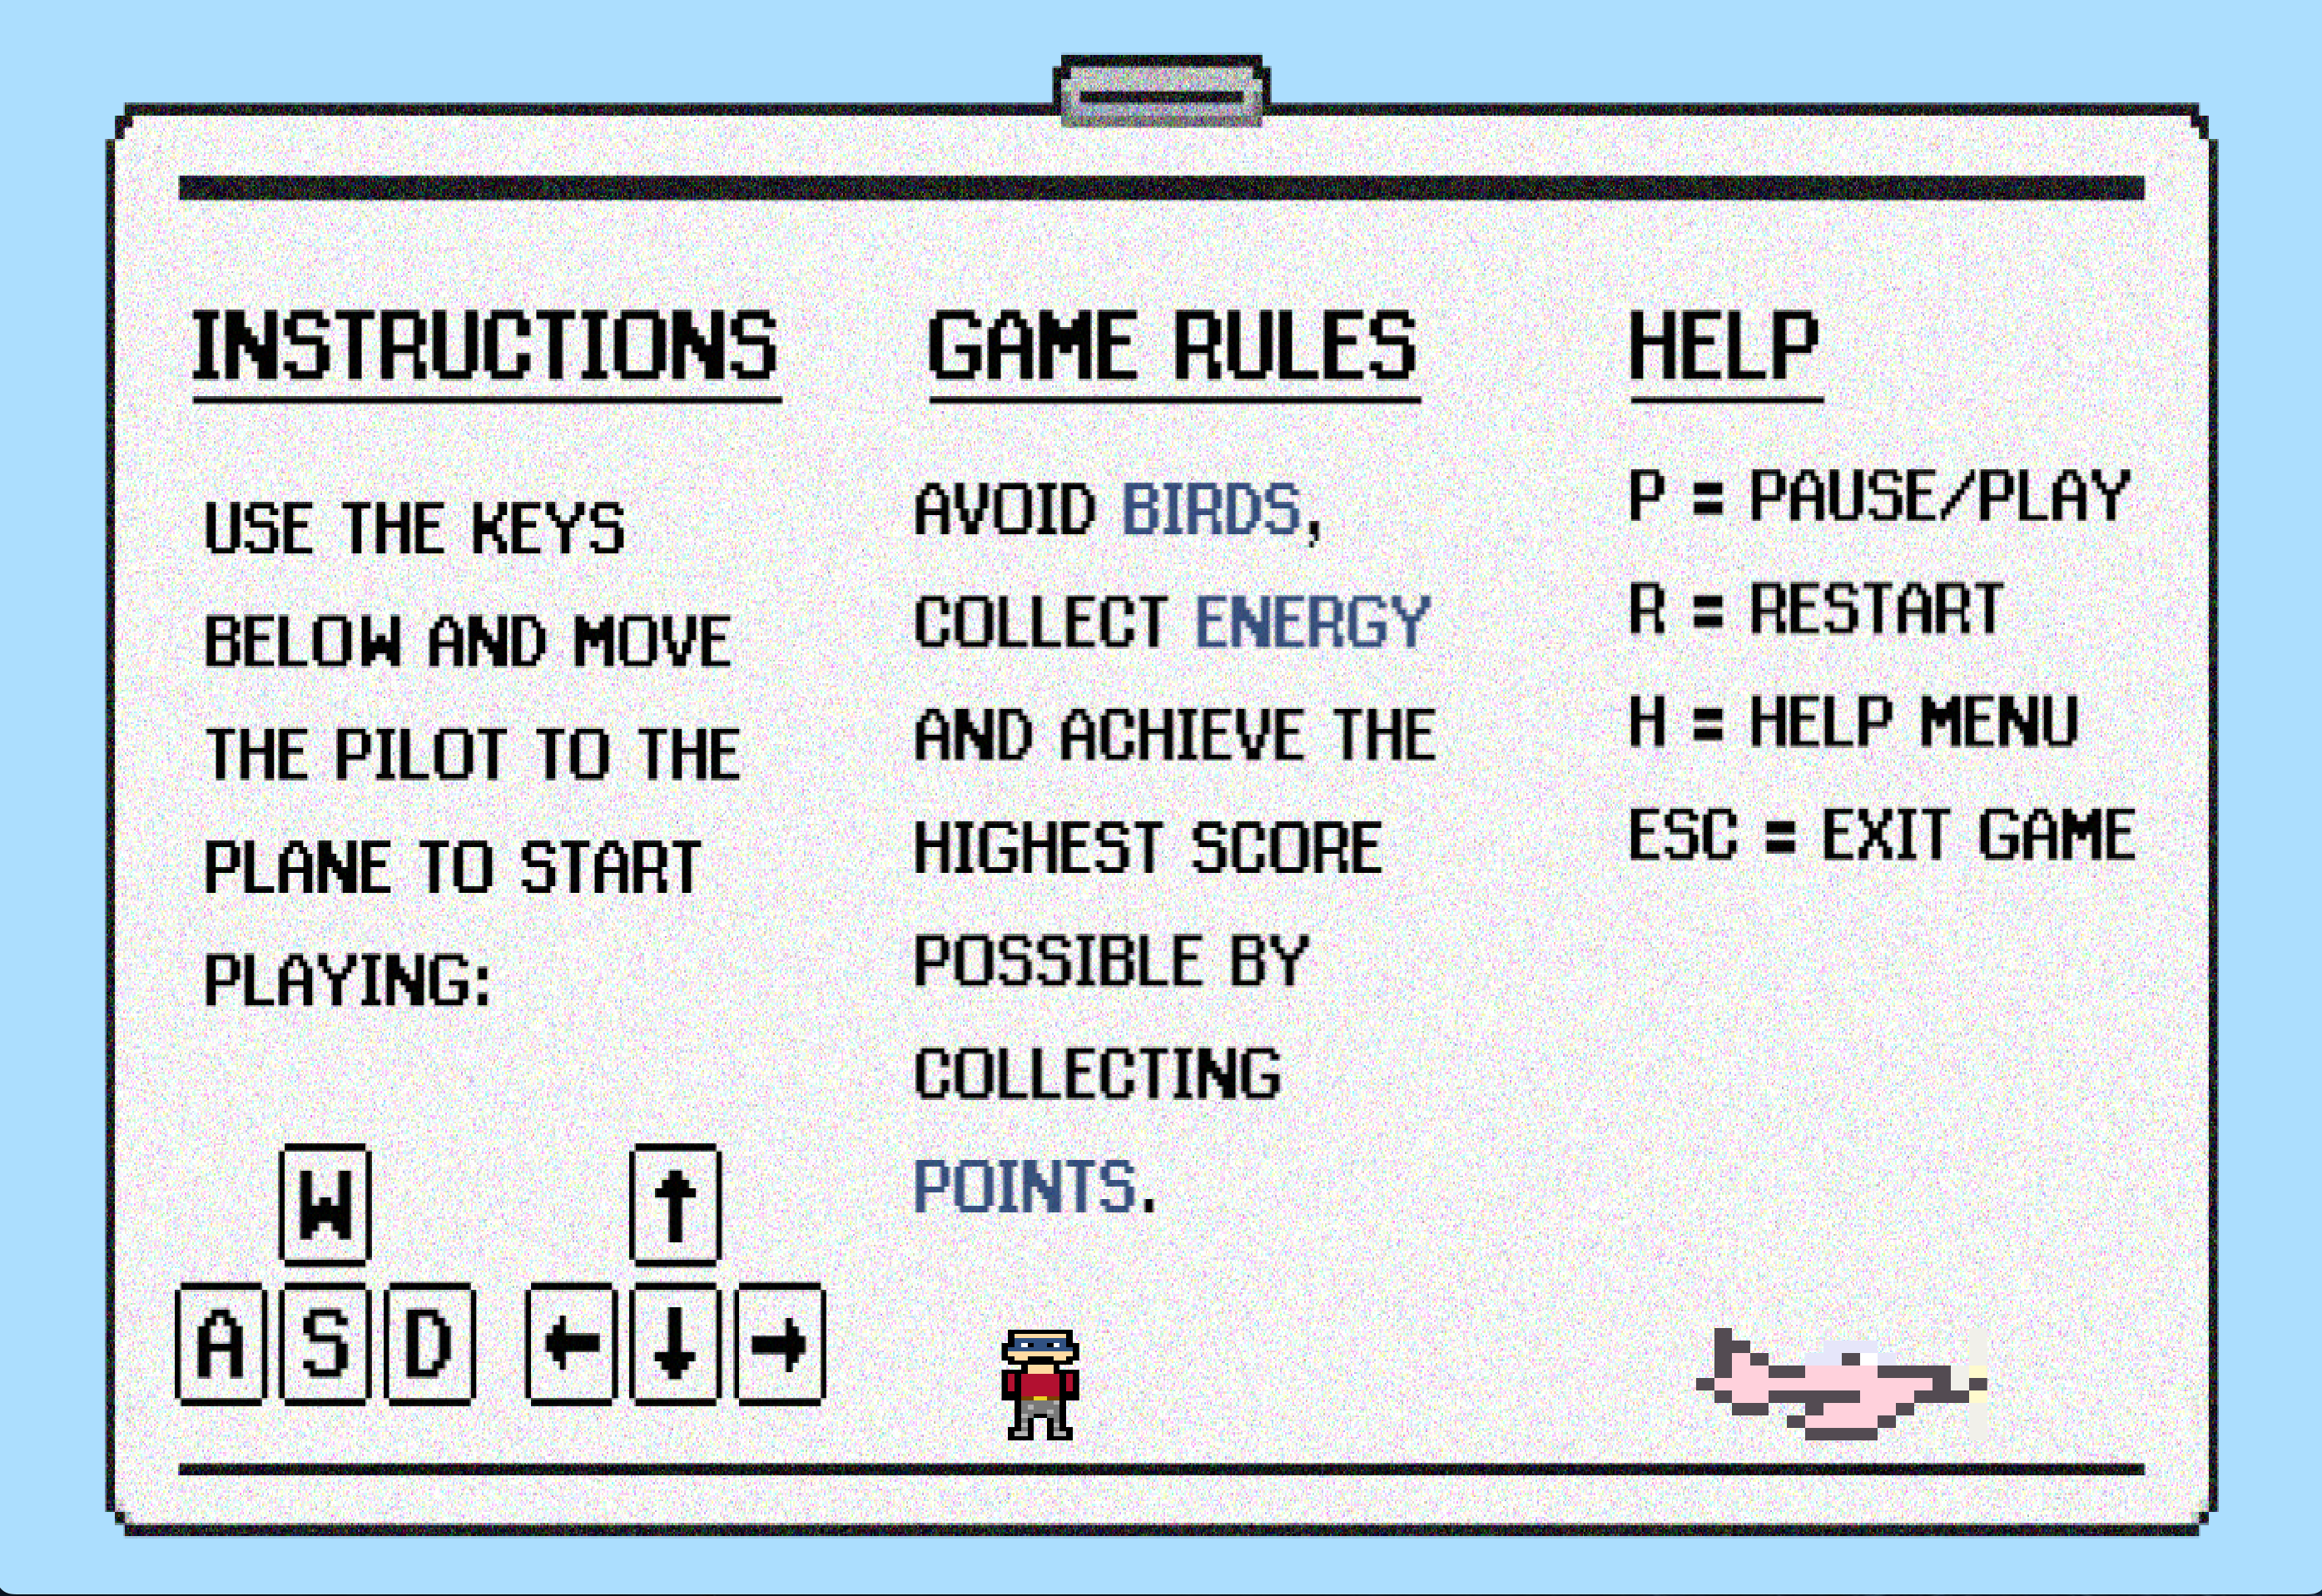 INSTRUCTIONS
USE THE KEYS
BELOW AND MOVE
THE PILOT TO THE
PLANE TO START
PLAYING:
W
A S D
↑
← ↓ →
GAME RULES
AVOID BIRDS,
COLLECT ENERGY
AND ACHIEVE THE
HIGHEST SCORE
POSSIBLE BY
COLLECTING
POINTS.
HELP
P = PAUSE/PLAY
R = RESTART
H = HELP MENU
ESC = EXIT GAME